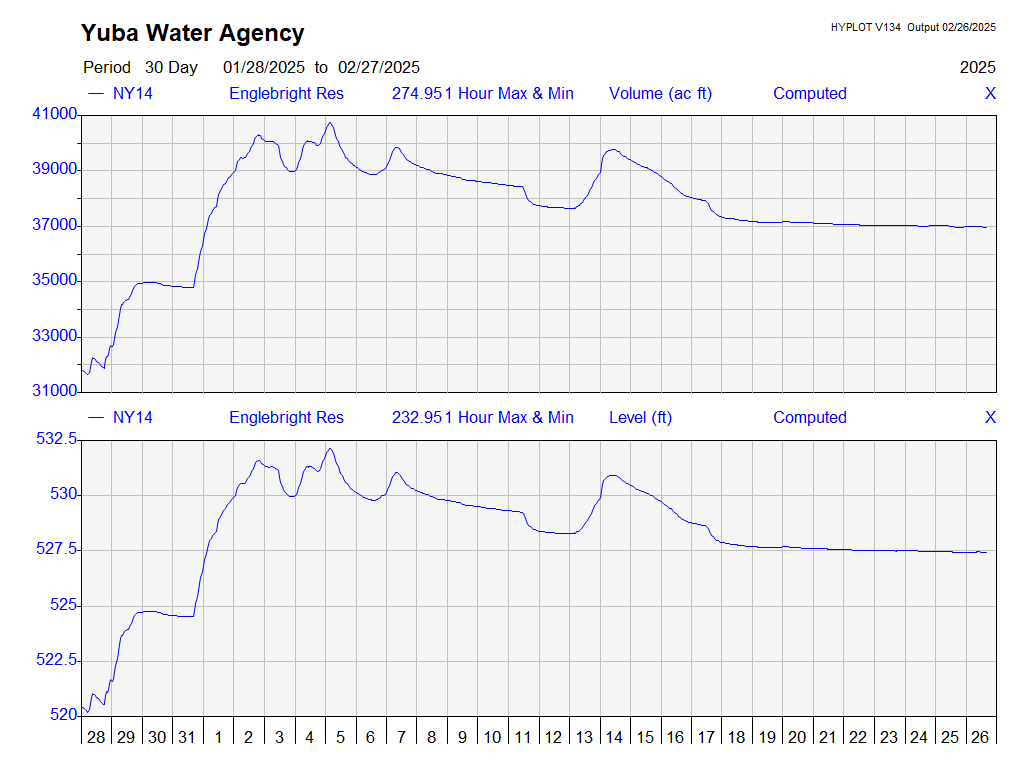 Yuba Water Agency
HYPLOT V134 Output 02/26/2025
Period 30 Day 01/28/2025 to 02/27/2025 2025
NY14 Englebright Res 274.951 Hour Max & Min Volume (ac ft) Computed X
41000
39000
37000
35000
33000
31000
NY14 Englebright Res 232.951 Hour Max & Min Level (ft) Computed X
532.5
530
527.5
525
522.5
520
28 29 30 31 1 2 3 4 5 6 7 8 9 10 11 12 13 14 15 16 17 18 19 20 21 22 23 24 25 26